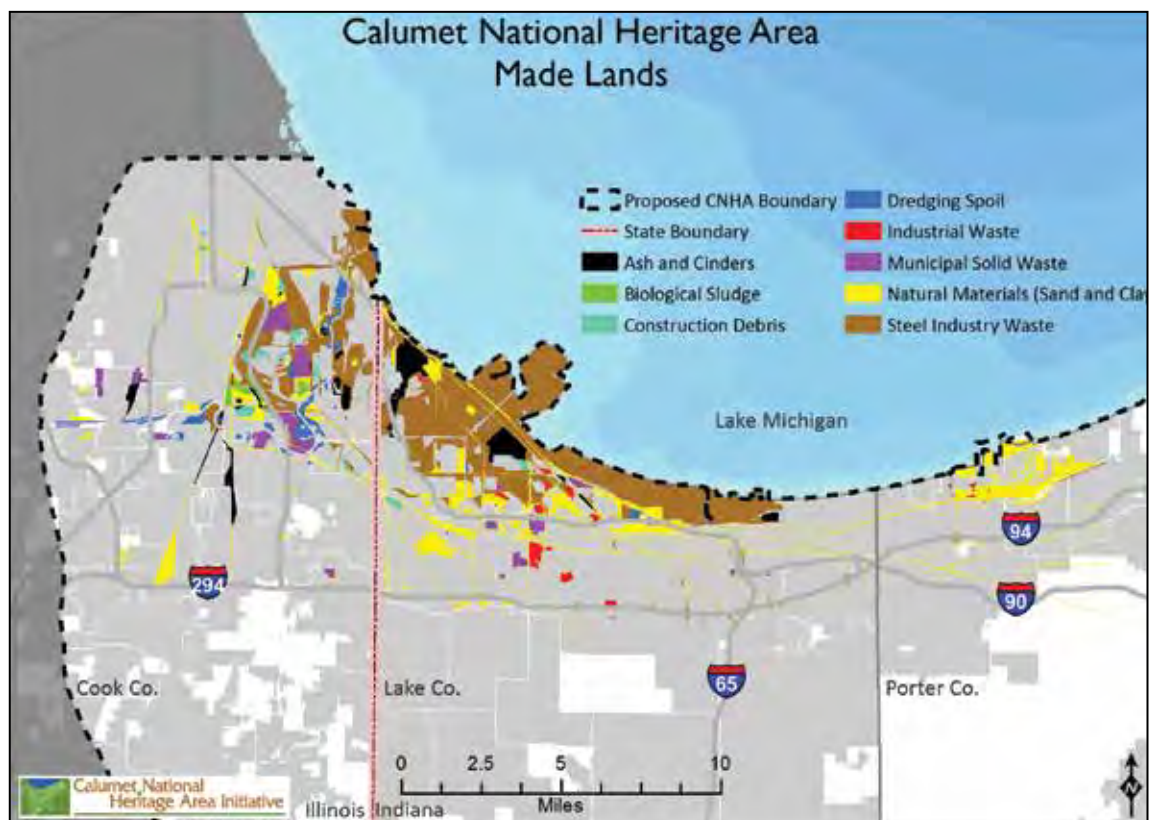 Calumet National Heritage Area
Made Lands
Proposed CNHA Boundary
State Boundary
Ash and Cinders
Biological Sludge
Construction Debris
Dredging Spoil
Industrial Waste
Municipal Solid Waste
Natural Materials (Sand and Cla
Steel Industry Waste
Lake Michigan
94
294
90
65
Cook Co.
Lake Co.
Porter Co.
0 2.5 5 10
Miles
Calumet National
Heritage Area Initiative
Illinois Indiana
N